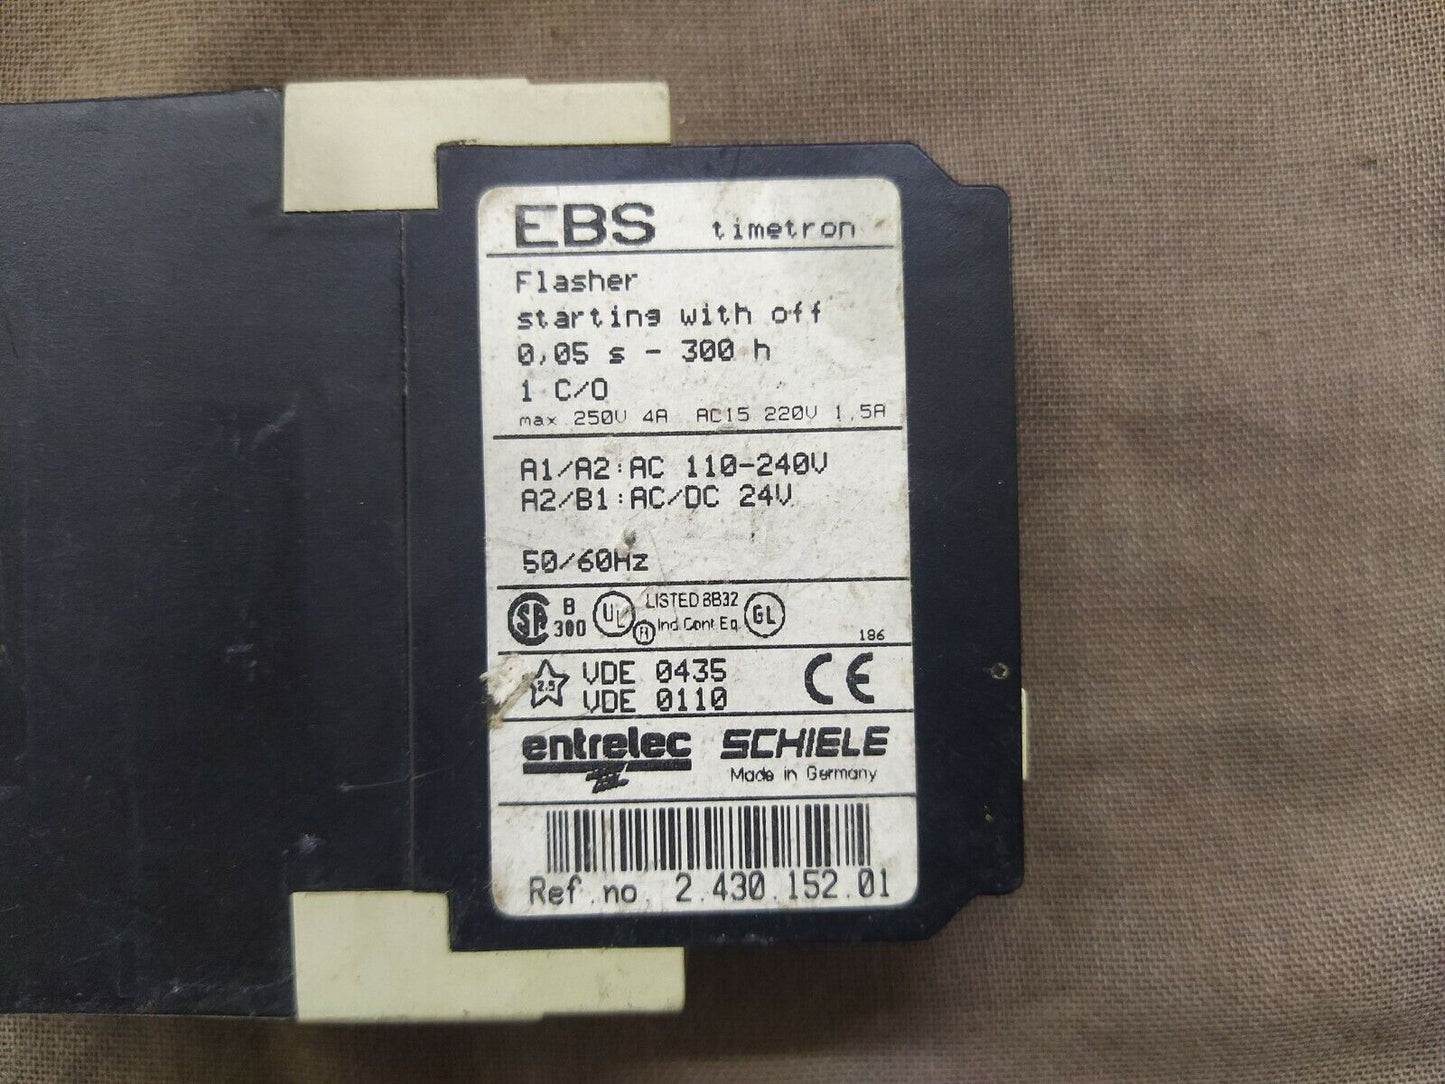 EBS timetron
Flasher
starting with off
0,05 s - 300 h
1 C/O
max 250V 4A AC15 220V 1.5A
A1/A2:AC 110-240V
A2/B1:AC/DC 24V
50/60Hz
SA B 300 UL LISTED 8B32 GL
Ind.Cont.Eq.
186
2.5 VDE 0435
VDE 0110 CE
entrelec SCHIELE
Made in Germany
Ref.no. 2.430.152.01